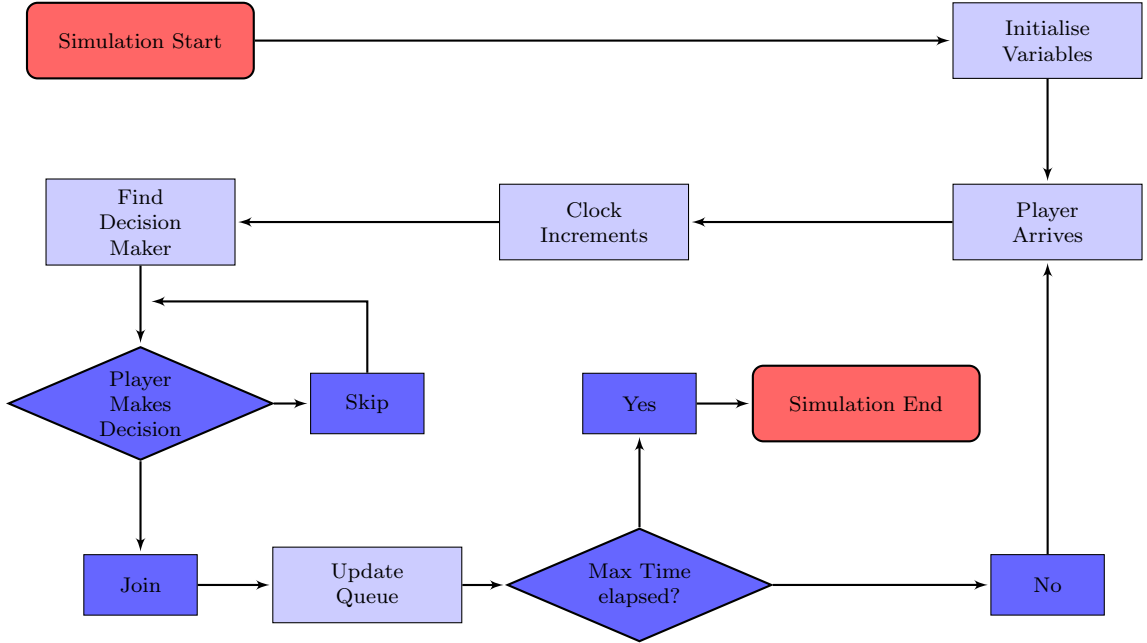 Simulation Start
Initialise
Variables
Find
Decision
Maker
Clock
Increments
Player
Arrives
Player
Makes
Decision
Skip
Yes
Simulation End
Join
Update
Queue
Max Time
elapsed?
No